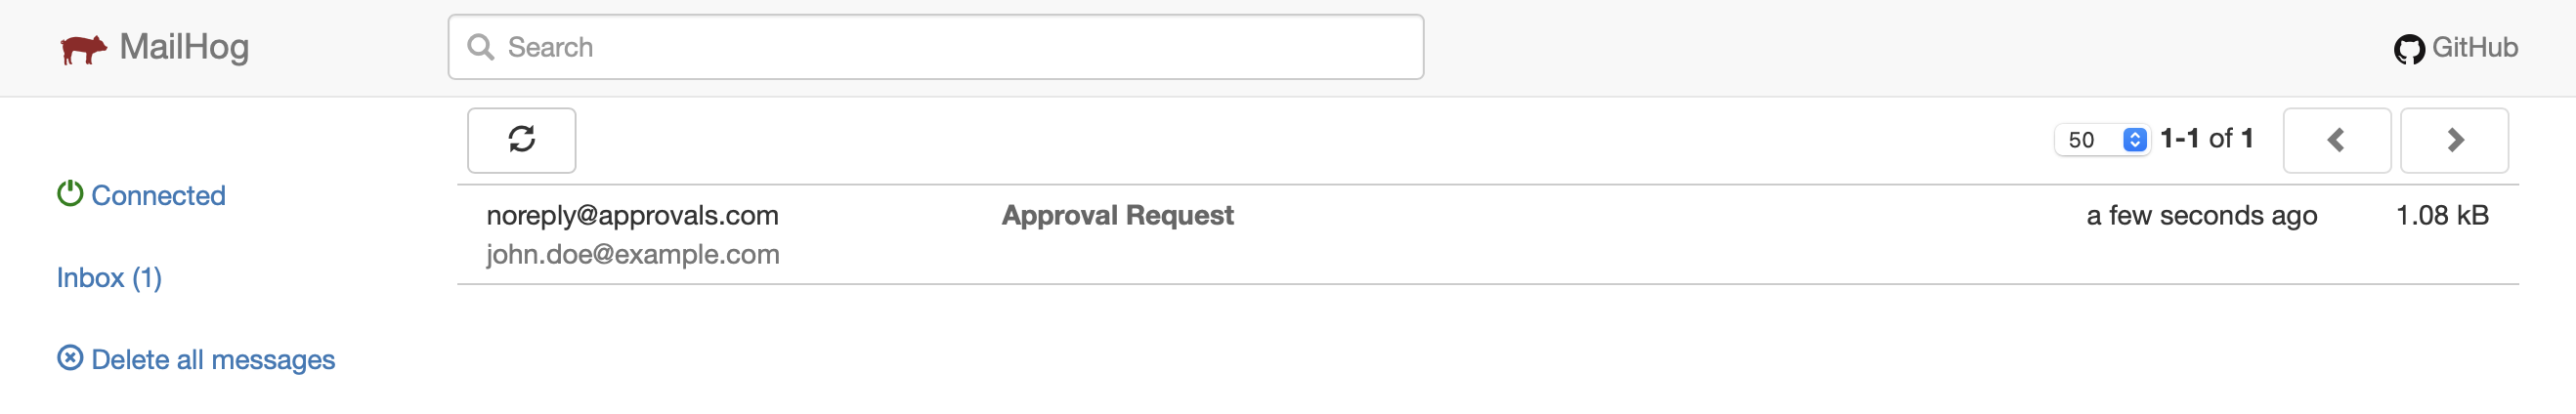 MailHog
Search
GitHub
50 1-1 of 1
Connected
noreply@approvals.com Approval Request a few seconds ago 1.08 kB
john.doe@example.com
Inbox (1)
Delete all messages